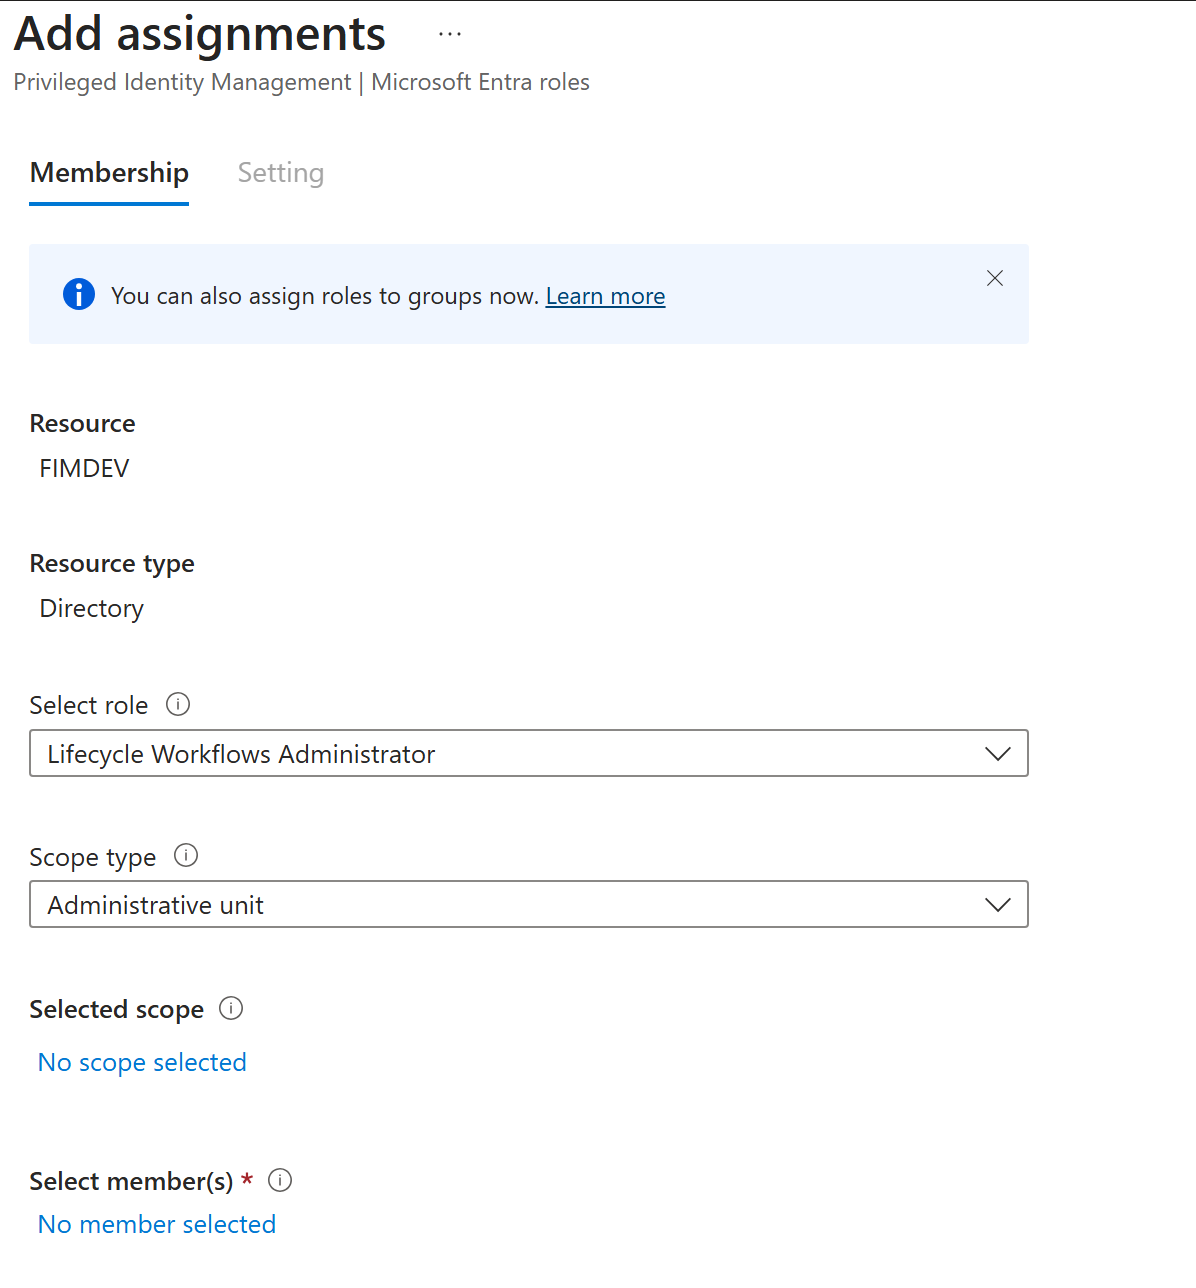 Add assignments ...
Privileged Identity Management | Microsoft Entra roles
Membership Setting
You can also assign roles to groups now. Learn more
Resource
FIMDEV
Resource type
Directory
Select role
Lifecycle Workflows Administrator
Scope type
Administrative unit
Selected scope
No scope selected
Select member(s) *
No member selected